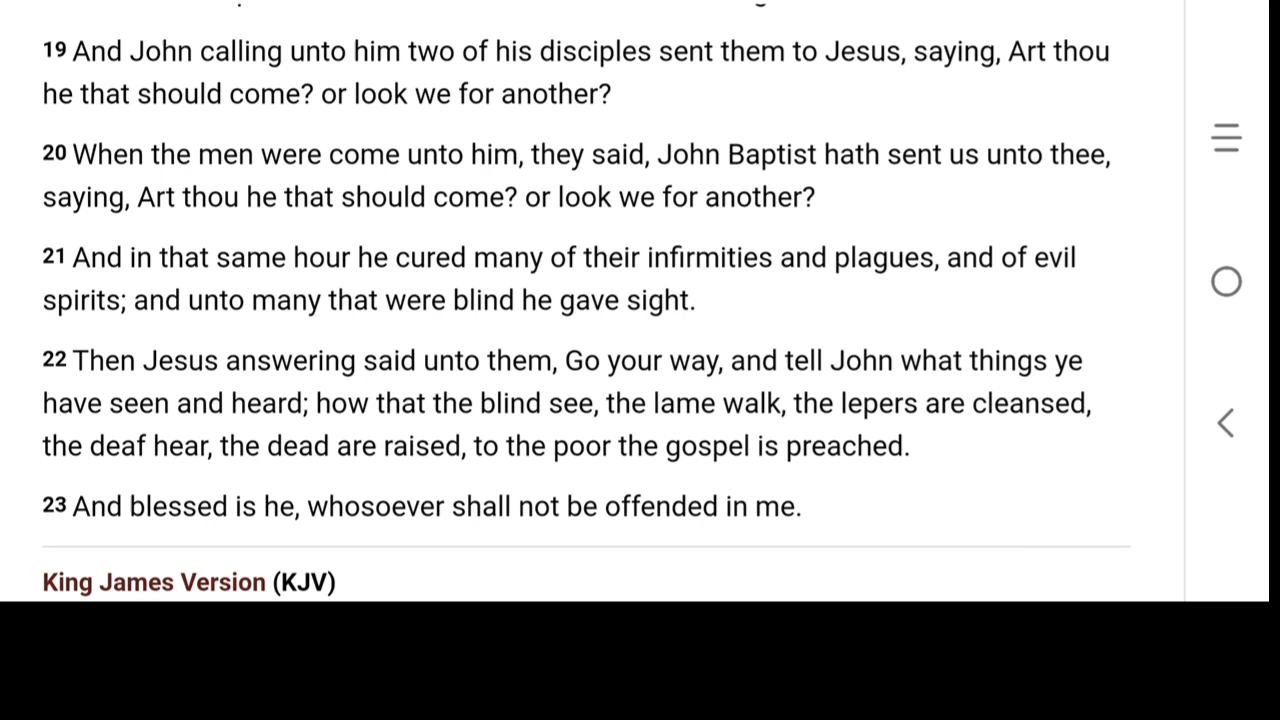 19 And John calling unto him two of his disciples sent them to Jesus, saying, Art thou
he that should come? or look we for another?
20 When the men were come unto him, they said, John Baptist hath sent us unto thee,
saying, Art thou he that should come? or look we for another?
21 And in that same hour he cured many of their infirmities and plagues, and of evil
spirits; and unto many that were blind he gave sight.
22 Then Jesus answering said unto them, Go your way, and tell John what things ye
have seen and heard; how that the blind see, the lame walk, the lepers are cleansed,
the deaf hear, the dead are raised, to the poor the gospel is preached.
23 And blessed is he, whosoever shall not be offended in me.
King James Version (KJV)